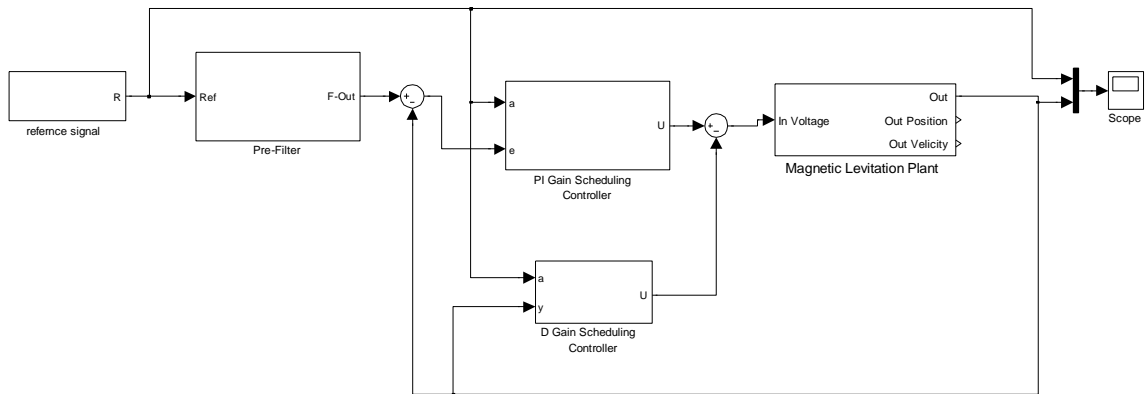 R
refernce signal
Ref
F-Out
Pre-Filter
+
−
a
e
U
PI Gain Scheduling
Controller
+
−
In Voltage
Out
Out Position
Out Velicity
Magnetic Levitation Plant
Scope
a
y
U
D Gain Scheduling
Controller